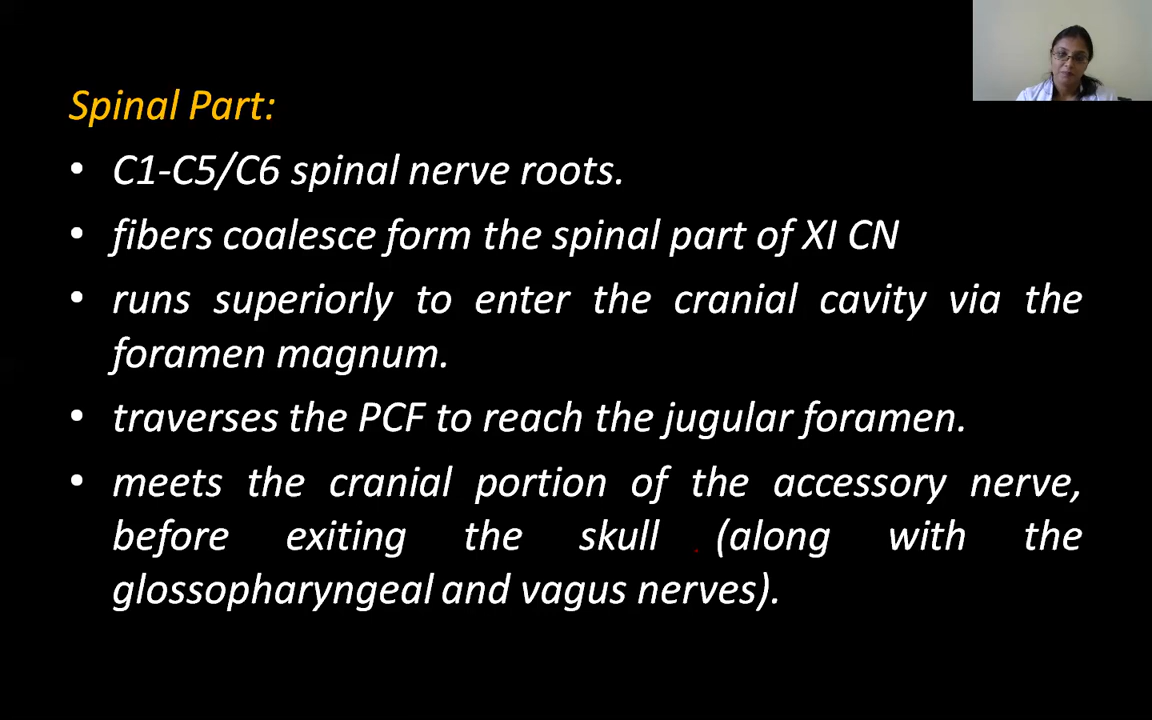 Spinal Part:
• C1-C5/C6 spinal nerve roots.
• fibers coalesce form the spinal part of XI CN
• runs superiorly to enter the cranial cavity via the
foramen magnum.
• traverses the PCF to reach the jugular foramen.
• meets the cranial portion of the accessory nerve,
before exiting the skull (along with the
glossopharyngeal and vagus nerves).